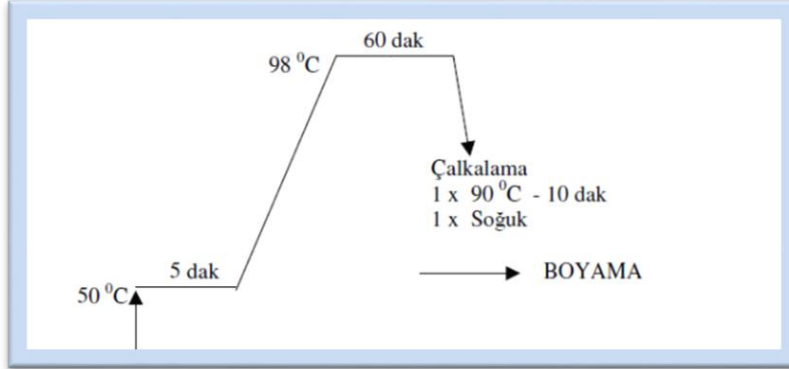 60 dak
98 ⁰C
Çalkalama
1 x 90 ⁰C - 10 dak
1 x Soğuk
5 dak
BOYAMA
50 ⁰C